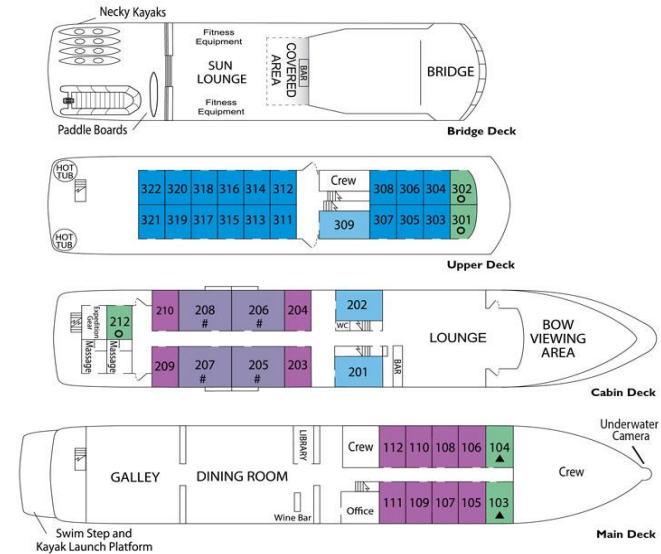 Necky Kayaks
Fitness
Equipment
SUN
LOUNGE
COVERED
AREA
BAR
BRIDGE
Fitness
Equipment
Paddle Boards
Bridge Deck
HOT
TUB
322 320 318 316 314 312
Crew
308 306 304 302
321 319 317 315 313 311
309
307 305 303 301
HOT
TUB
Upper Deck
Expedition
Gear
212
210 208 206 204
# #
202
WC
LOUNGE
BOW
VIEWING
AREA
Massage
Massage
209 207 205 203
# #
201
BAR
Cabin Deck
Underwater
Camera
LIBRARY
Crew
112 110 108 106 104
GALLEY
DINING ROOM
Crew
Wine Bar
Office
111 109 107 105 103
Main Deck
Swim Step and
Kayak Launch Platform